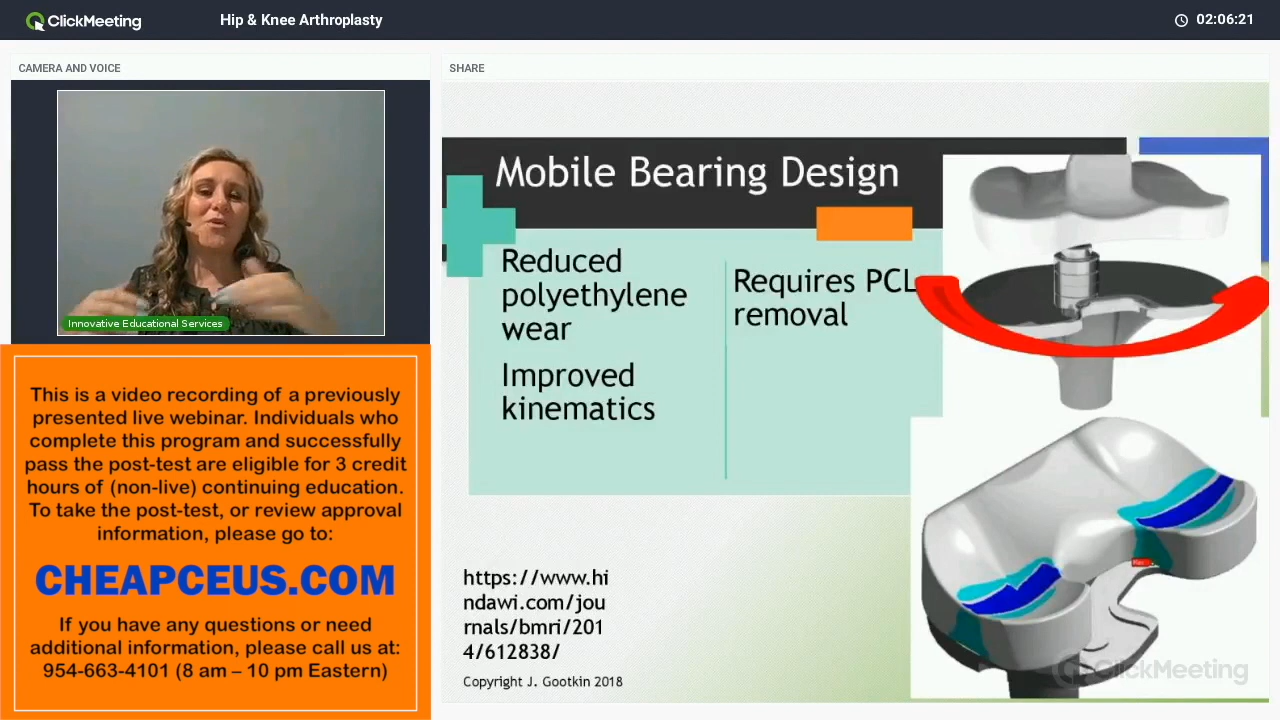 ClickMeeting
Hip & Knee Arthroplasty
02:06:21
CAMERA AND VOICE
SHARE
Innovative Educational Services
This is a video recording of a previously
presented live webinar. Individuals who
complete this program and successfully
pass the post-test are eligible for 3 credit
hours of (non-live) continuing education.
To take the post-test, or review approval
information, please go to:
CHEAPCEUS.COM
If you have any questions or need
additional information, please call us at:
954-663-4101 (8 am – 10 pm Eastern)
Mobile Bearing Design
Reduced
polyethylene
wear
Improved
kinematics
Requires PCL
removal
https://www.hi
ndawi.com/jou
rnals/bmri/201
4/612838/
Copyright J. Gootkin 2018
ClickMeeting